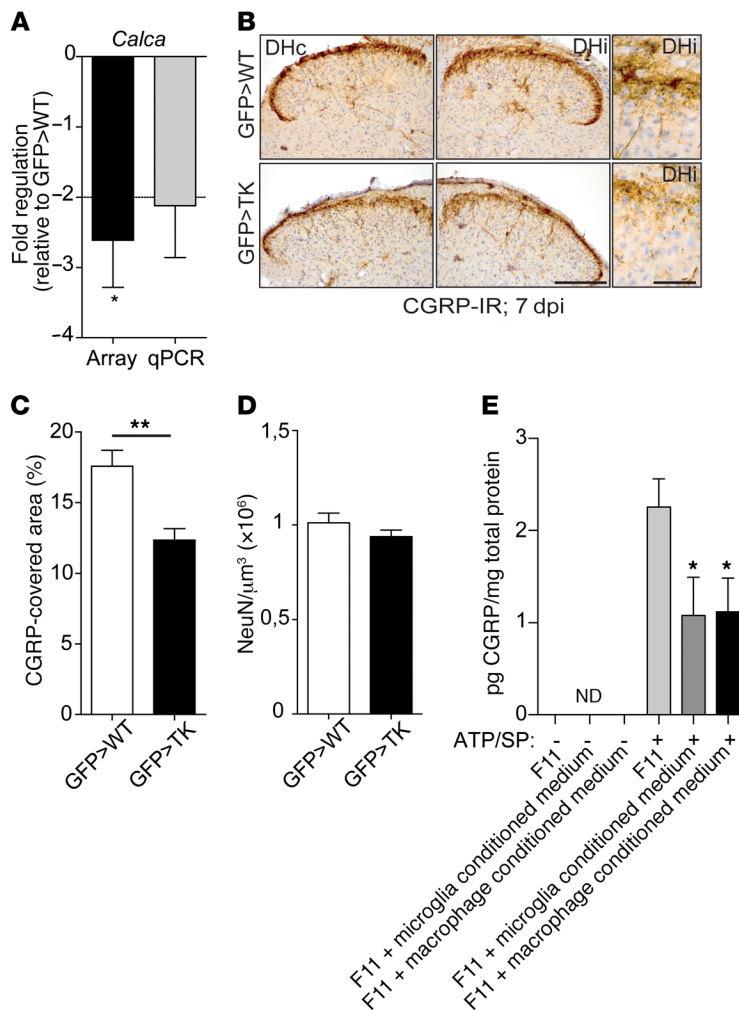 A
Calca
0
−1
−2
−3
−4
Fold regulation
(relative to GFP>WT)
*
Array
qPCR
B
DHc
DHi
DHi
GFP>WT
GFP>TK
DHi
CGRP-IR; 7 dpi
C
20
15
10
5
0
CGRP-covered area (%)
**
GFP>WT
GFP>TK
D
1,5
1
0,5
0
NeuN/μm³ (×10⁶)
GFP>WT
GFP>TK
E
3
2
1
0
pg CGRP/mg total protein
ND
* *
ATP/SP: - - - + + +
F11
F11 + microglia conditioned medium
F11 + macrophage conditioned medium
F11
F11 + microglia conditioned medium
F11 + macrophage conditioned medium